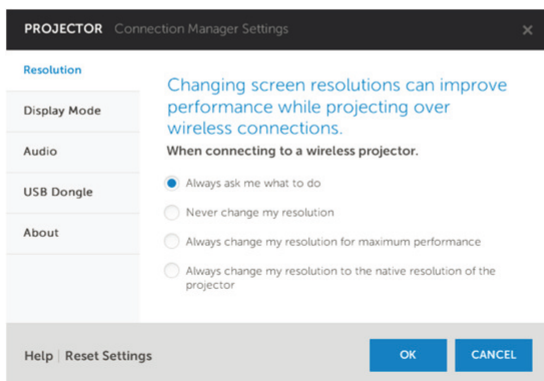 PROJECTOR Connection Manager Settings
Resolution
Display Mode
Audio
USB Dongle
About
Changing screen resolutions can improve
performance while projecting over
wireless connections.
When connecting to a wireless projector.
Always ask me what to do
Never change my resolution
Always change my resolution for maximum performance
Always change my resolution to the native resolution of the
projector
Help | Reset Settings
OK
CANCEL